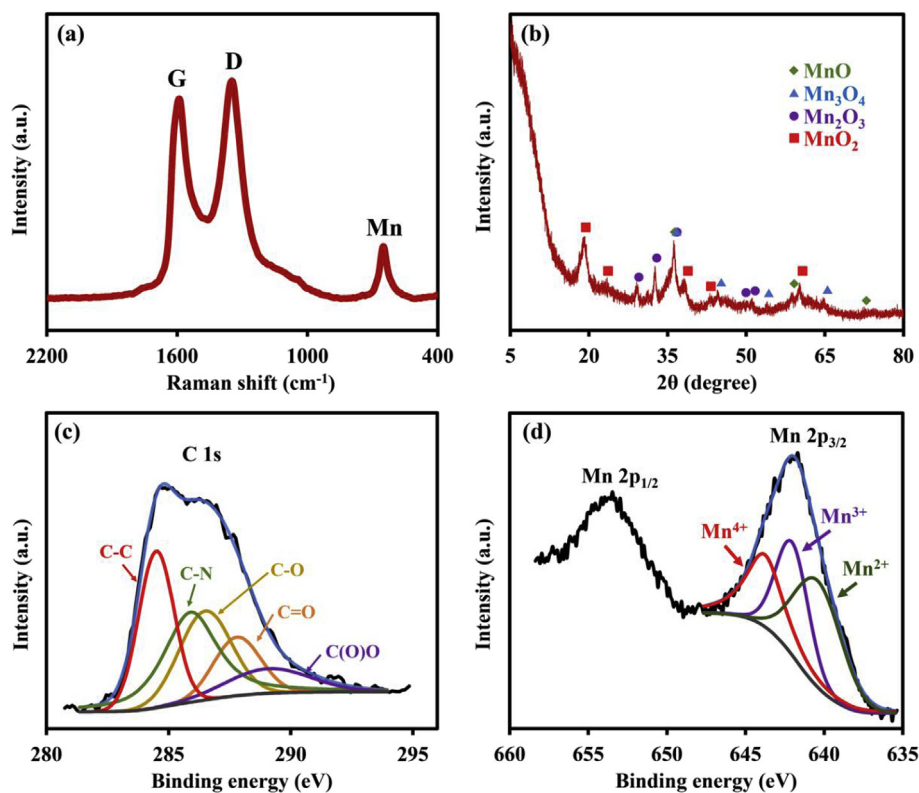 (a)
G
D
Mn
Intensity (a.u.)
2200
1600
1000
400
Raman shift (cm⁻¹)
(b)
MnO
Mn₃O₄
Mn₂O₃
MnO₂
Intensity (a.u.)
5
20
35
50
65
80
2θ (degree)
(c)
C 1s
C-C
C-N
C-O
C=O
C(O)O
Intensity (a.u.)
280
285
290
295
Binding energy (eV)
(d)
Mn 2p₁/₂
Mn 2p₃/₂
Mn⁴⁺
Mn³⁺
Mn²⁺
Intensity (a.u.)
660
655
650
645
640
635
Binding energy (eV)